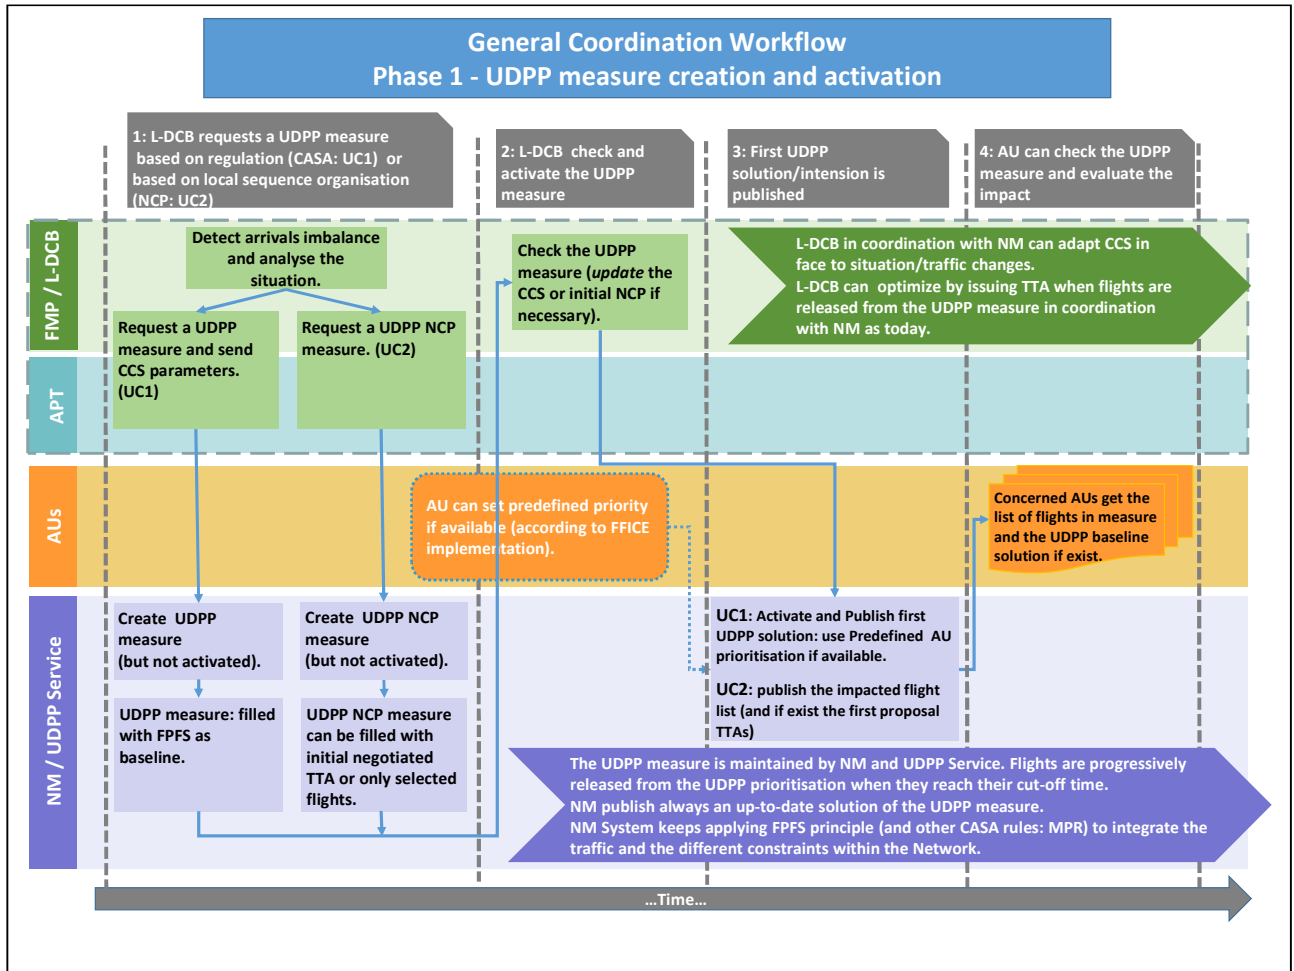 General Coordination Workflow
Phase 1 - UDPP measure creation and activation
1: L-DCB requests a UDPP measure
based on regulation (CASA: UC1) or
based on local sequence organisation
(NCP: UC2)
2: L-DCB check and
activate the UDPP
measure
3: First UDPP
solution/intension is
published
4: AU can check the UDPP
measure and evaluate the
impact
FMP / L-DCB
Detect arrivals imbalance
and analyse the
situation.
Request a UDPP
measure and send
CCS parameters.
(UC1)
Request a UDPP NCP
measure. (UC2)
Check the UDPP
measure (update the
CCS or initial NCP if
necessary).
L-DCB in coordination with NM can adapt CCS in
face to situation/traffic changes.
L-DCB can optimize by issuing TTA when flights are
released from the UDPP measure in coordination
with NM as today.
APT
AUs
AU can set predefined priority
if available (according to FFICE
implementation).
Concerned AUs get the
list of flights in measure
and the UDPP baseline
solution if exist.
NM / UDPP Service
Create UDPP
measure
(but not activated).
Create UDPP NCP
measure
(but not activated).
UDPP measure: filled
with FPFS as
baseline.
UDPP NCP measure
can be filled with
initial negotiated
TTA or only selected
flights.
UC1: Activate and Publish first
UDPP solution: use Predefined AU
prioritisation if available.
UC2: publish the impacted flight
list (and if exist the first proposal
TTAs)
The UDPP measure is maintained by NM and UDPP Service. Flights are progressively
released from the UDPP prioritisation when they reach their cut-off time.
NM publish always an up-to-date solution of the UDPP measure.
NM System keeps applying FPFS principle (and other CASA rules: MPR) to integrate the
traffic and the different constraints within the Network.
...Time...